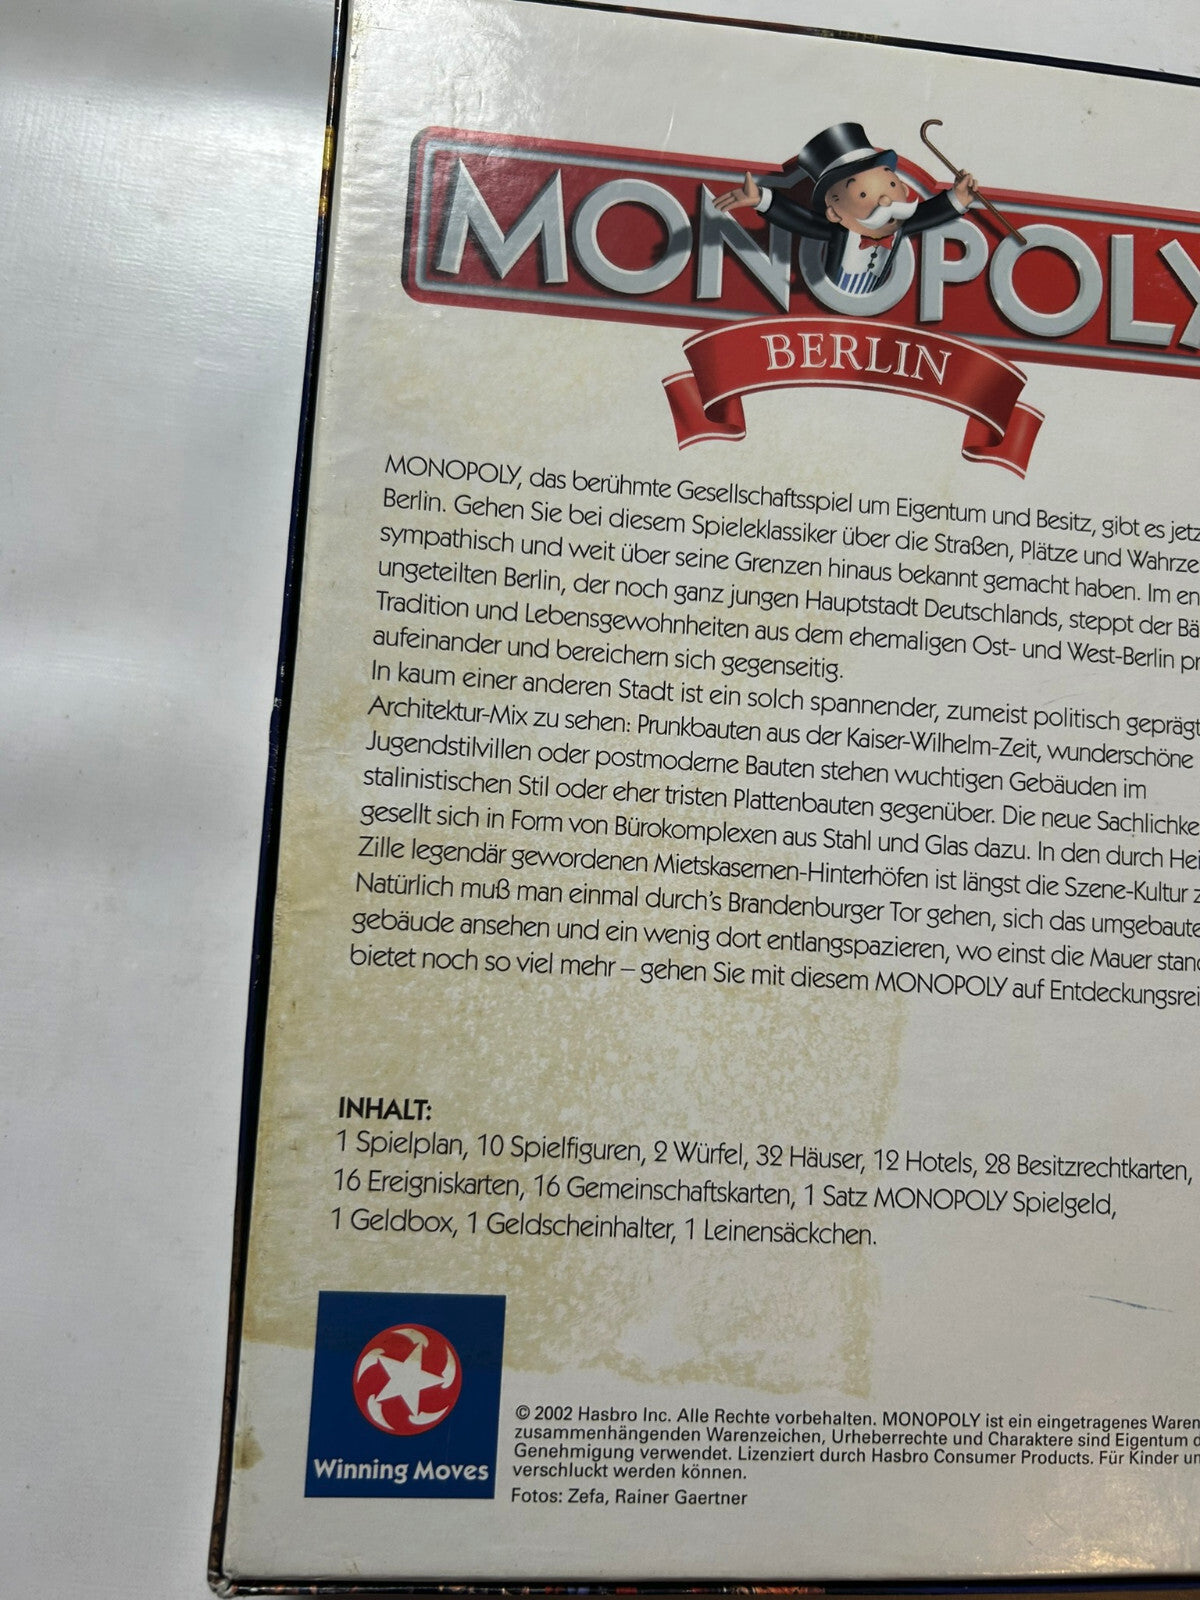 MONOPOLY
BERLIN
MONOPOLY, das berühmte Gesellschaftsspiel um Eigentum und Besitz, gibt es jetz
Berlin. Gehen Sie bei diesem Spieleklassiker über die Straßen, Plätze und Wahrze
sympathisch und weit über seine Grenzen hinaus bekannt gemacht haben. Im en
ungeteilten Berlin, der noch ganz jungen Hauptstadt Deutschlands, steppt der Bä
Tradition und Lebensgewohnheiten aus dem ehemaligen Ost- und West-Berlin pr
aufeinander und bereichern sich gegenseitig.
In kaum einer anderen Stadt ist ein solch spannender, zumeist politisch geprägt
Architektur-Mix zu sehen: Prunkbauten aus der Kaiser-Wilhelm-Zeit, wunderschöne
Jugendstilvillen oder postmoderne Bauten stehen wuchtigen Gebäuden im
stalinistischen Stil oder eher tristen Plattenbauten gegenüber. Die neue Sachlichke
gesellt sich in Form von Bürokomplexen aus Stahl und Glas dazu. In den durch Hei
Zille legendär gewordenen Mietskasernen-Hinterhöfen ist längst die Szene-Kultur z
Natürlich muß man einmal durch's Brandenburger Tor gehen, sich das umgebaute
gebäude ansehen und ein wenig dort entlangspazieren, wo einst die Mauer stand
bietet noch so viel mehr – gehen Sie mit diesem MONOPOLY auf Entdeckungsrei
INHALT:
1 Spielplan, 10 Spielfiguren, 2 Würfel, 32 Häuser, 12 Hotels, 28 Besitzrechtkarten,
16 Ereigniskarten, 16 Gemeinschaftskarten, 1 Satz MONOPOLY Spielgeld,
1 Geldbox, 1 Geldscheinhalter, 1 Leinensäckchen.
Winning Moves
© 2002 Hasbro Inc. Alle Rechte vorbehalten. MONOPOLY ist ein eingetragenes Waren
zusammenhängenden Warenzeichen, Urheberrechte und Charaktere sind Eigentum d
Genehmigung verwendet. Lizenziert durch Hasbro Consumer Products. Für Kinder un
verschluckt werden können.
Fotos: Zefa, Rainer Gaertner